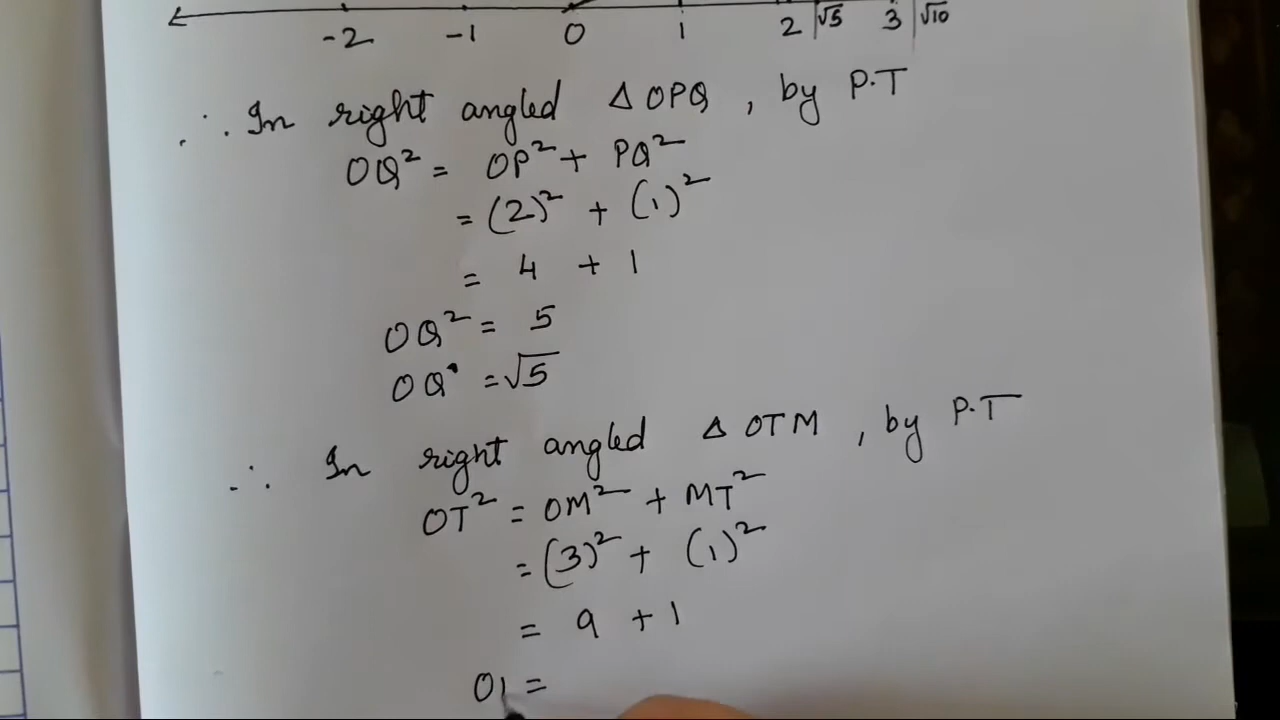 -2 -1 0 1 2 √5 3 √10
∴ In right angled Δ OPQ, by P.T
OQ² = OP² + PQ²
= (2)² + (1)²
= 4 + 1
OQ² = 5
OQ = √5
∴ In right angled Δ OTM, by P.T
OT² = OM² + MT²
= (3)² + (1)²
= 9 + 1
O =